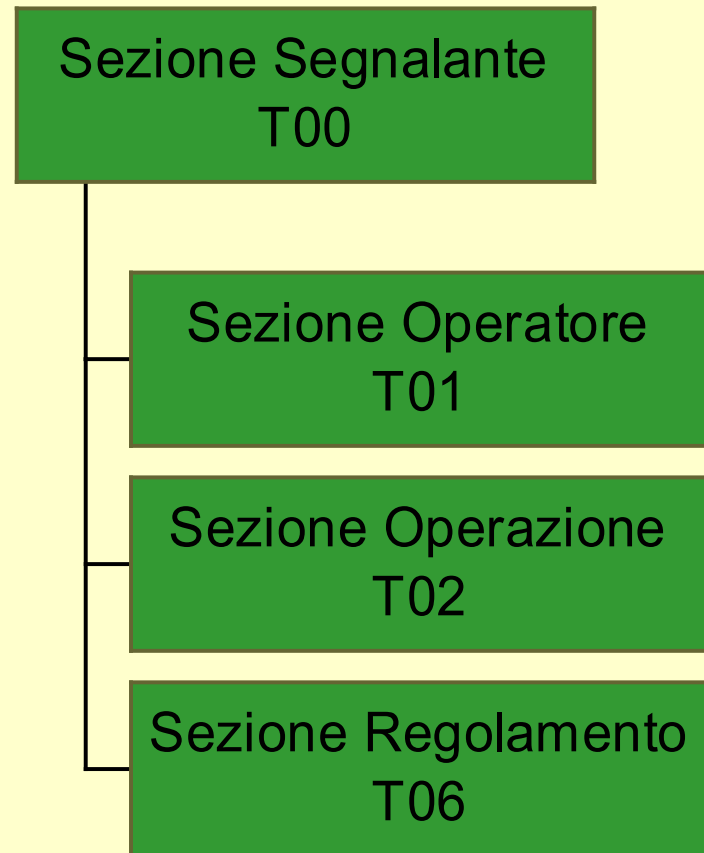 Sezione Segnalante
T00
Sezione Operatore
T01
Sezione Operazione
T02
Sezione Regolamento
T06